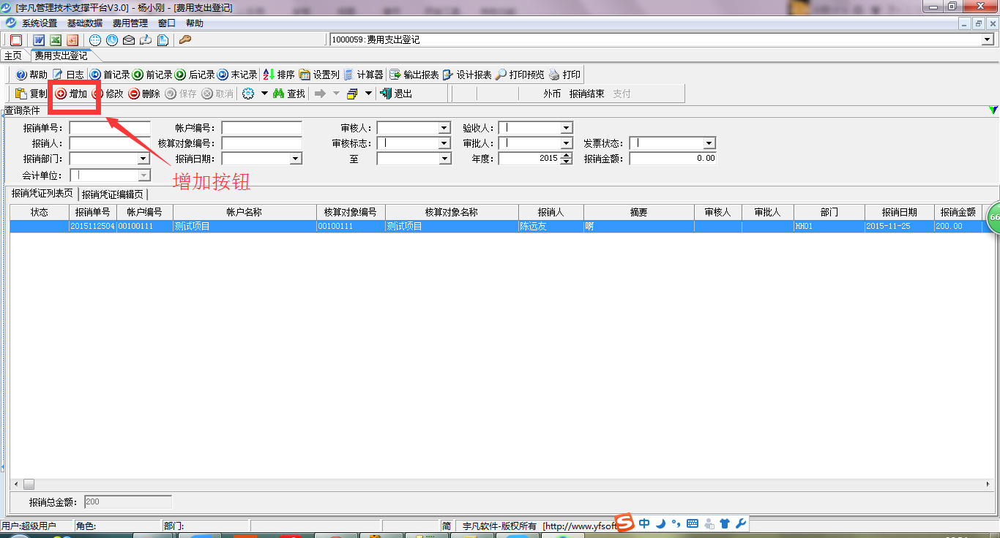 [宇凡管理技术支撑平台V3.0] - 杨小刚 - [费用支出登记]
系统设置 基础数据 费用管理 窗口 帮助
1000059:费用支出登记
主页 费用支出登记
帮助 日志 首记录 前记录 后记录 末记录 排序 设置列 计算器 输出报表 设计报表 打印预览 打印
复制 增加 修改 删除 保存 取消 查找 退出 外币 报销结束 支付
查询条件
报销单号: 帐户编号: 审核人: 验收人:
报销人: 核算对象编号: 审核标志: 审批人: 发票状态:
报销部门: 报销日期: 至 年度: 2015 报销金额: 0.00
会计单位:
增加按钮
报销凭证列表页 报销凭证编辑页
状态 报销单号 帐户编号 帐户名称 核算对象编号 核算对象名称 报销人 摘要 审核人 审批人 部门 报销日期 报销金额
2015112504 00100111 测试项目 00100111 测试项目 陈远友 啊 HH01 2015-11-25 200.00
66
报销总金额: 200
用户:超级用户 角色: 部门: 简 宇凡软件-版权所有 [http://www.yfsoft
S 中